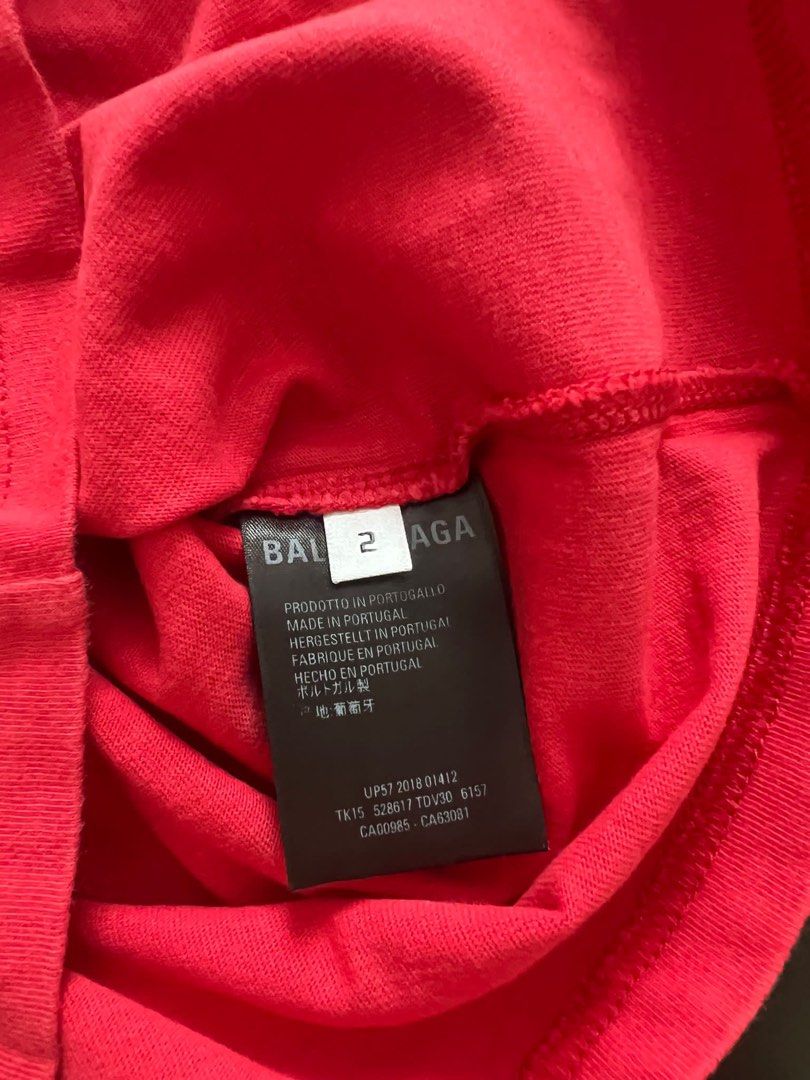 BAL AGA
2
PRODOTTO IN PORTOGALLO
MADE IN PORTUGAL
HERGESTELLT IN PORTUGAL
FABRIQUE EN PORTUGAL
HECHO EN PORTUGAL
ポルトガル製
地:葡萄牙
UP57 2018 01412
TK15 528617 TDV30 6157
CA00985 - CA63081